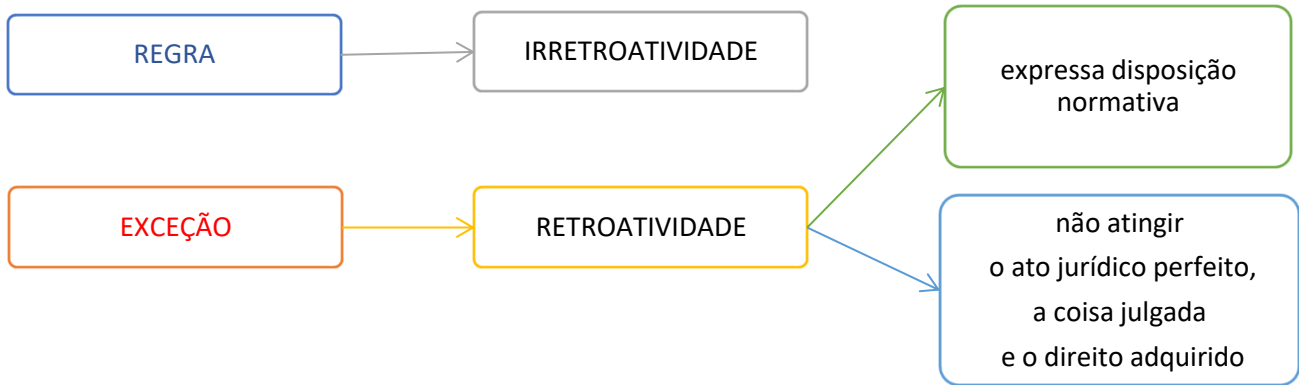 REGRA
IRRETROATIVIDADE
expressa disposição
normativa
EXCEÇÃO
RETROATIVIDADE
não atingir
o ato jurídico perfeito,
a coisa julgada
e o direito adquirido